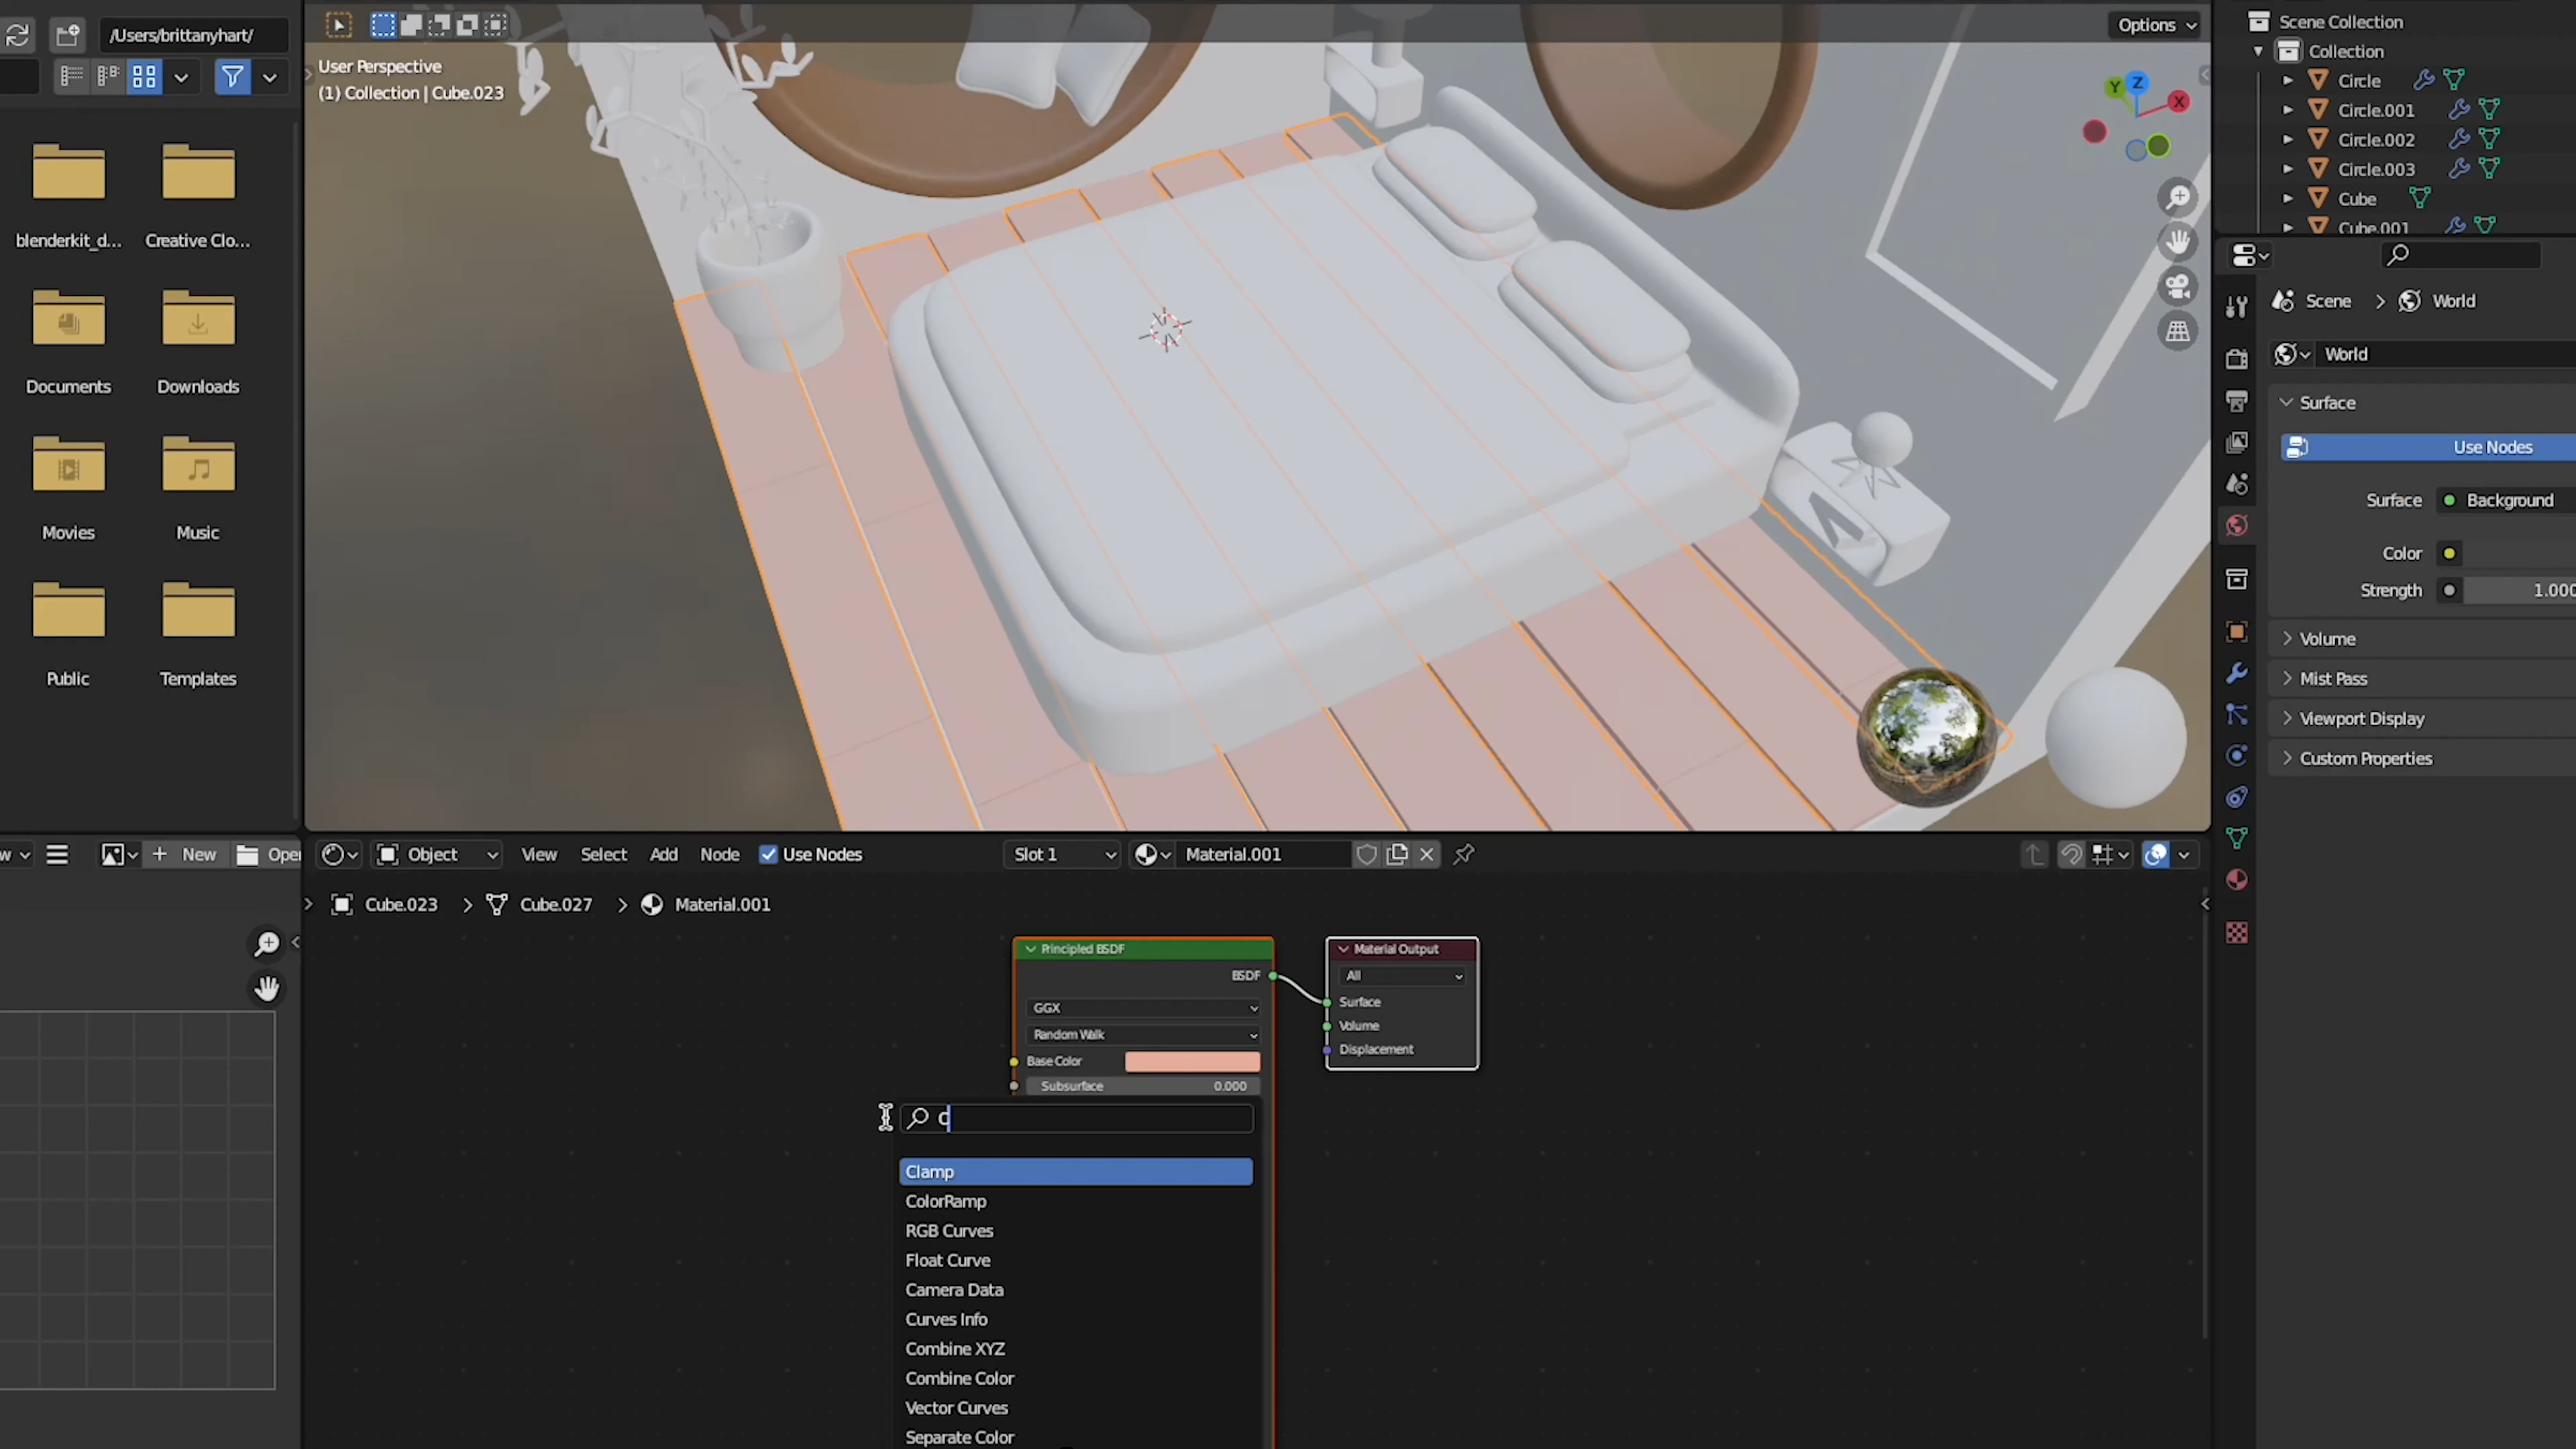 /Users/brittanyhart/
Options
User Perspective
(1) Collection | Cube.023
Y
Z
X
blenderkit_d...
Creative Clo...
Documents
Downloads
Movies
Music
Public
Templates
Scene Collection
Collection
Circle
Circle.001
Circle.002
Circle.003
Cube
Cube.001
Scene > World
World
Surface
Use Nodes
Surface
Background
Color
Strength
1.000
Volume
Mist Pass
Viewport Display
Custom Properties
New
Object
View
Select
Add
Node
Use Nodes
Slot 1
Material.001
Cube.023 > Cube.027 > Material.001
Principled BSDF
BSDF
GGX
Random Walk
Base Color
Subsurface 0.000
Material Output
All
Surface
Volume
Displacement
Clamp
ColorRamp
RGB Curves
Float Curve
Camera Data
Curves Info
Combine XYZ
Combine Color
Vector Curves
Separate Color